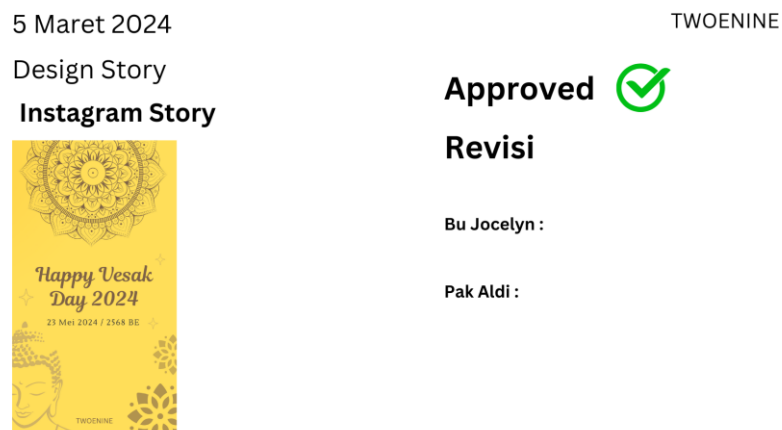 5 Maret 2024
TWOENINE
Design Story
Instagram Story
Approved
Revisi
Bu Jocelyn :
Pak Aldi :
Happy Vesak
Day 2024
23 Mei 2024 / 2568 BE
TWOENINE